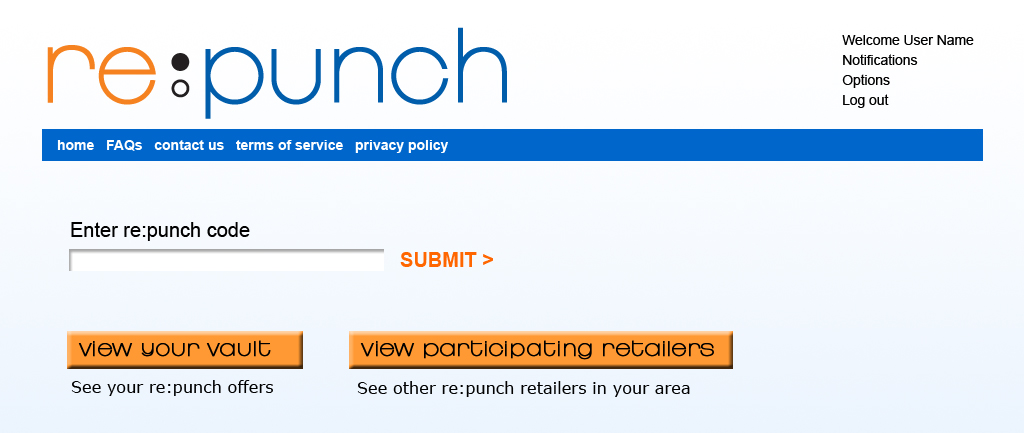 re:punch
Welcome User Name
Notifications
Options
Log out
home FAQs contact us terms of service privacy policy
Enter re:punch code
SUBMIT >
view your vault
view participating retailers
See your re:punch offers
See other re:punch retailers in your area